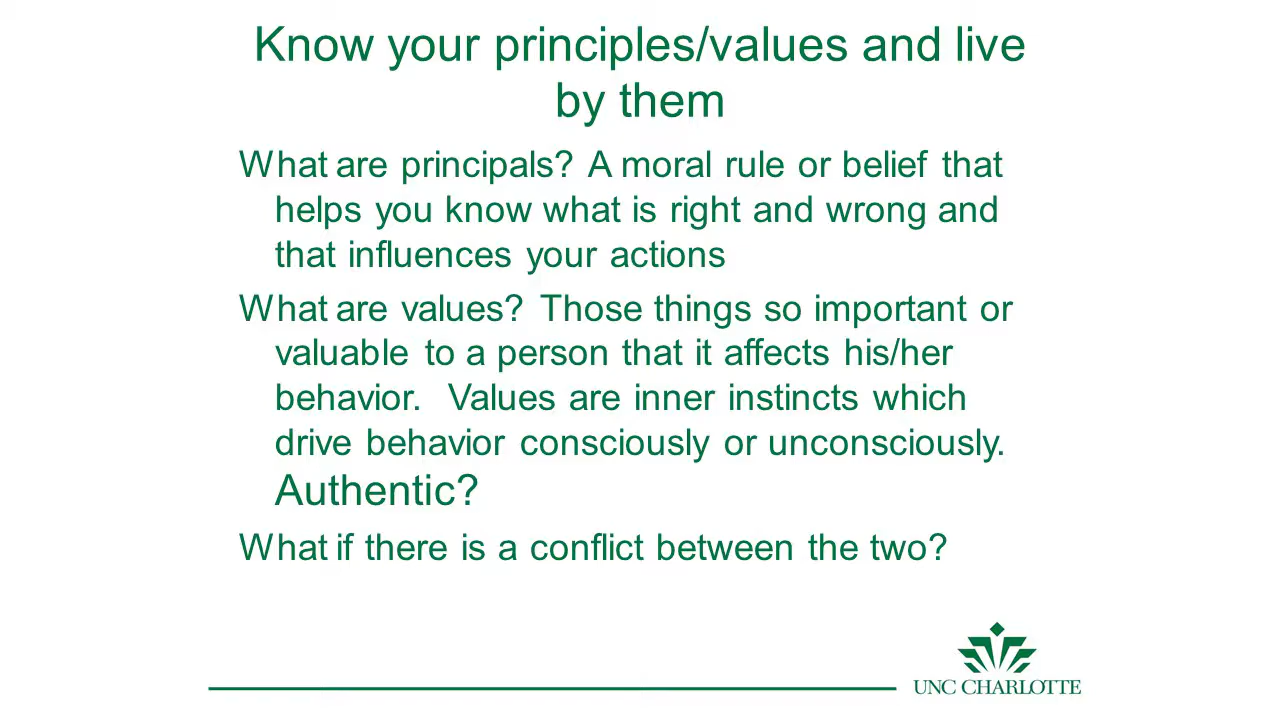 Know your principles/values and live
by them
What are principals? A moral rule or belief that
helps you know what is right and wrong and
that influences your actions
What are values? Those things so important or
valuable to a person that it affects his/her
behavior. Values are inner instincts which
drive behavior consciously or unconsciously.
Authentic?
What if there is a conflict between the two?
UNC CHARLOTTE